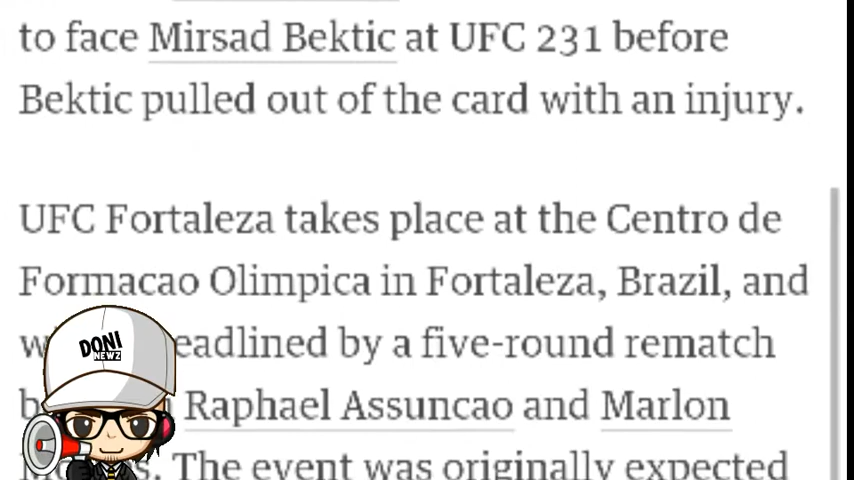 to face Mirsad Bektic at UFC 231 before
Bektic pulled out of the card with an injury.
UFC Fortaleza takes place at the Centro de
Formacao Olimpica in Fortaleza, Brazil, and
eadlined by a five-round rematch
Raphael Assuncao and Marlon
The event was originally expected
DONI
NEWZ